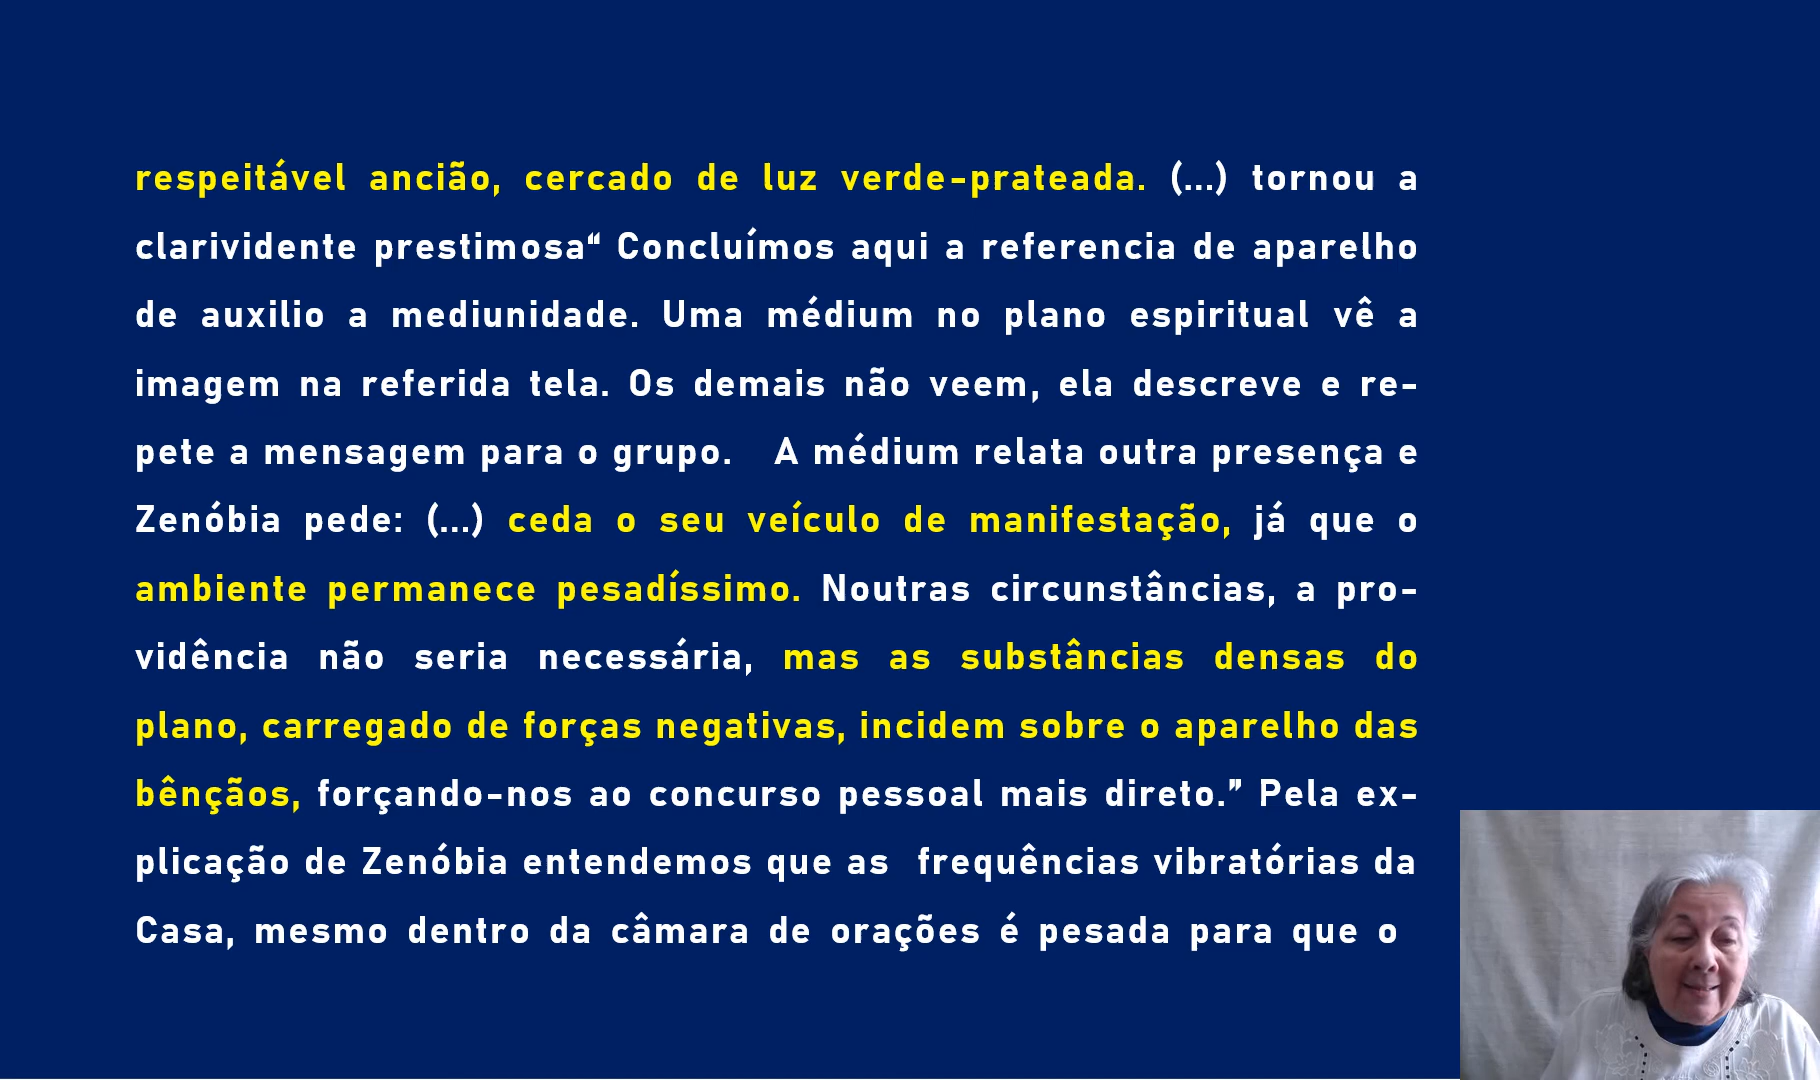 respeitável ancião, cercado de luz verde-prateada. (...) tornou a
clarividente prestimosa“ Concluímos aqui a referencia de aparelho
de auxilio a mediunidade. Uma médium no plano espiritual vê a
imagem na referida tela. Os demais não veem, ela descreve e re-
pete a mensagem para o grupo. A médium relata outra presença e
Zenóbia pede: (...) ceda o seu veículo de manifestação, já que o
ambiente permanece pesadíssimo. Noutras circunstâncias, a pro-
vidência não seria necessária, mas as substâncias densas do
plano, carregado de forças negativas, incidem sobre o aparelho das
bênçãos, forçando-nos ao concurso pessoal mais direto.” Pela ex-
plicação de Zenóbia entendemos que as frequências vibratórias da
Casa, mesmo dentro da câmara de orações é pesada para que o